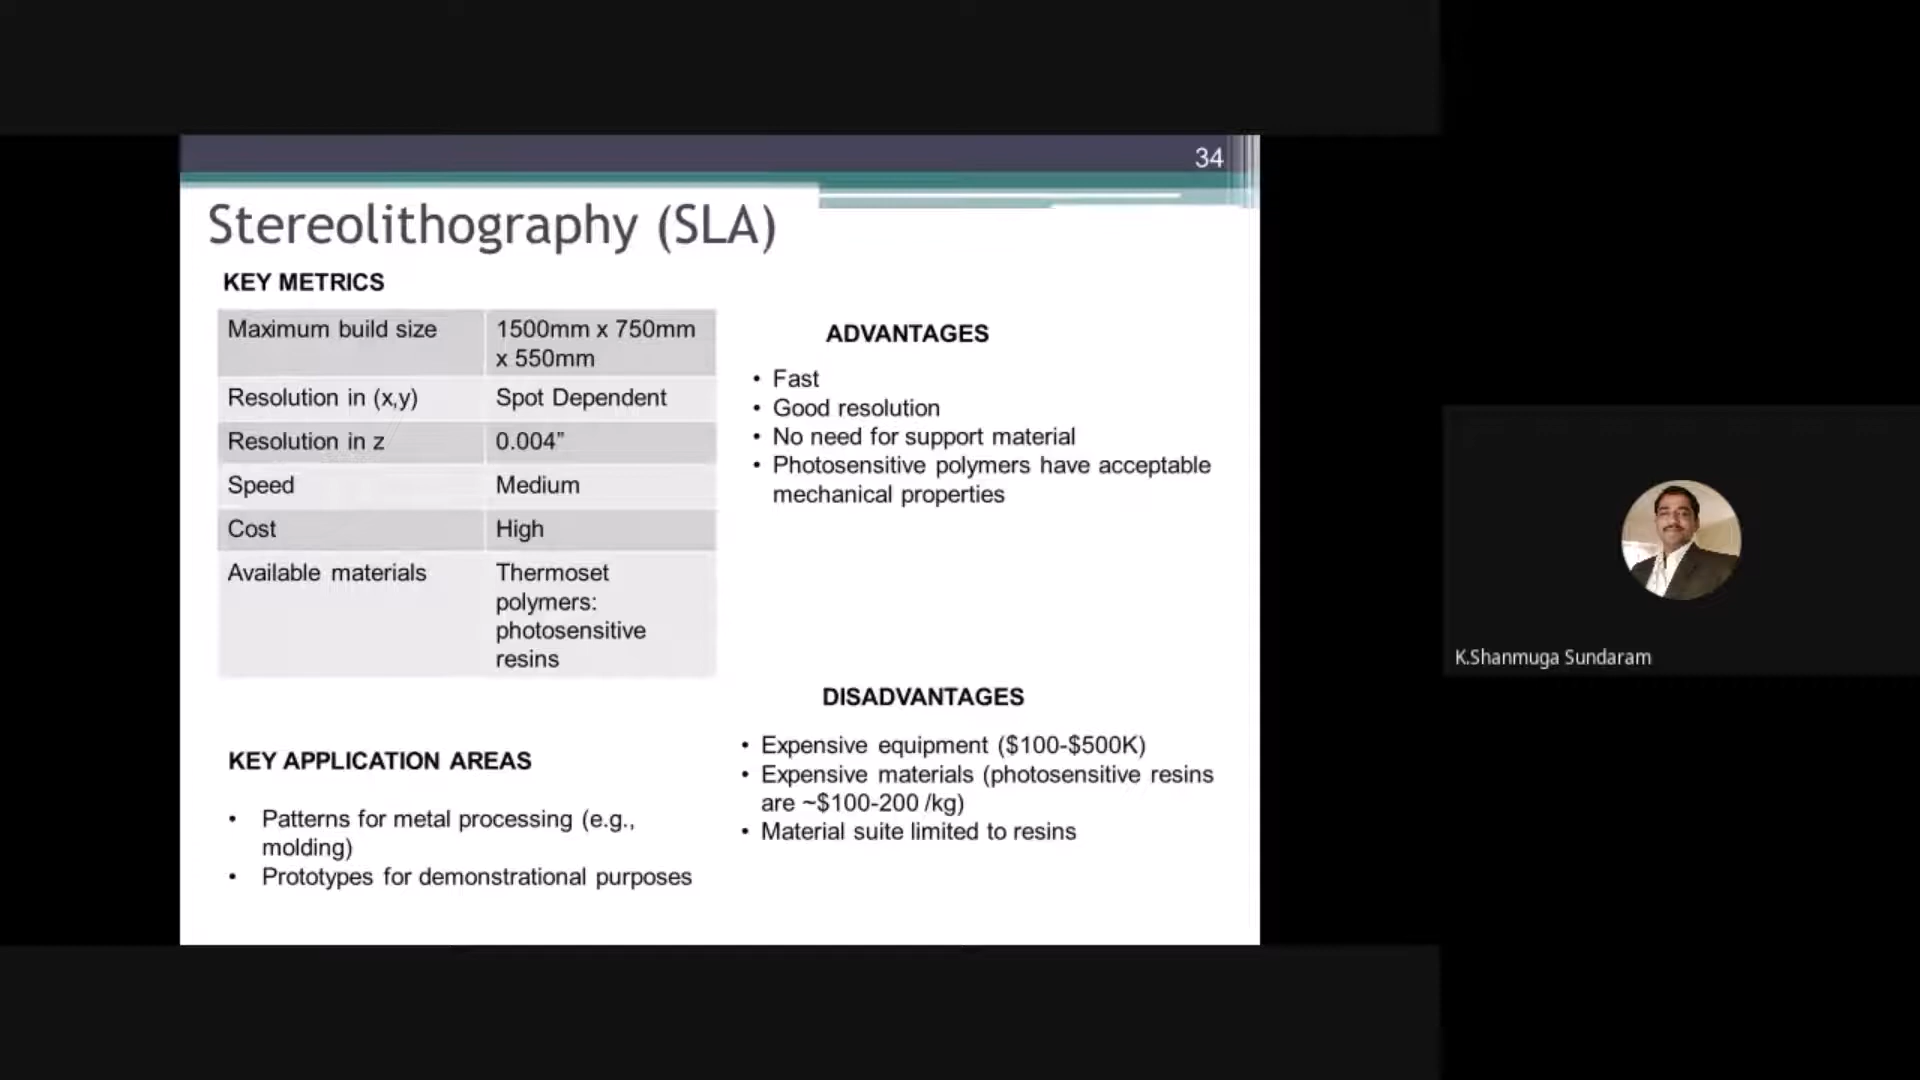 34
Stereolithography (SLA)
KEY METRICS
Maximum build size 1500mm x 750mm
x 550mm
Resolution in (x,y) Spot Dependent
Resolution in z 0.004”
Speed Medium
Cost High
Available materials Thermoset
polymers:
photosensitive
resins
KEY APPLICATION AREAS
• Patterns for metal processing (e.g.,
molding)
• Prototypes for demonstrational purposes
ADVANTAGES
• Fast
• Good resolution
• No need for support material
• Photosensitive polymers have acceptable
mechanical properties
DISADVANTAGES
• Expensive equipment ($100-$500K)
• Expensive materials (photosensitive resins
are ~$100-200 /kg)
• Material suite limited to resins
K.Shanmuga Sundaram